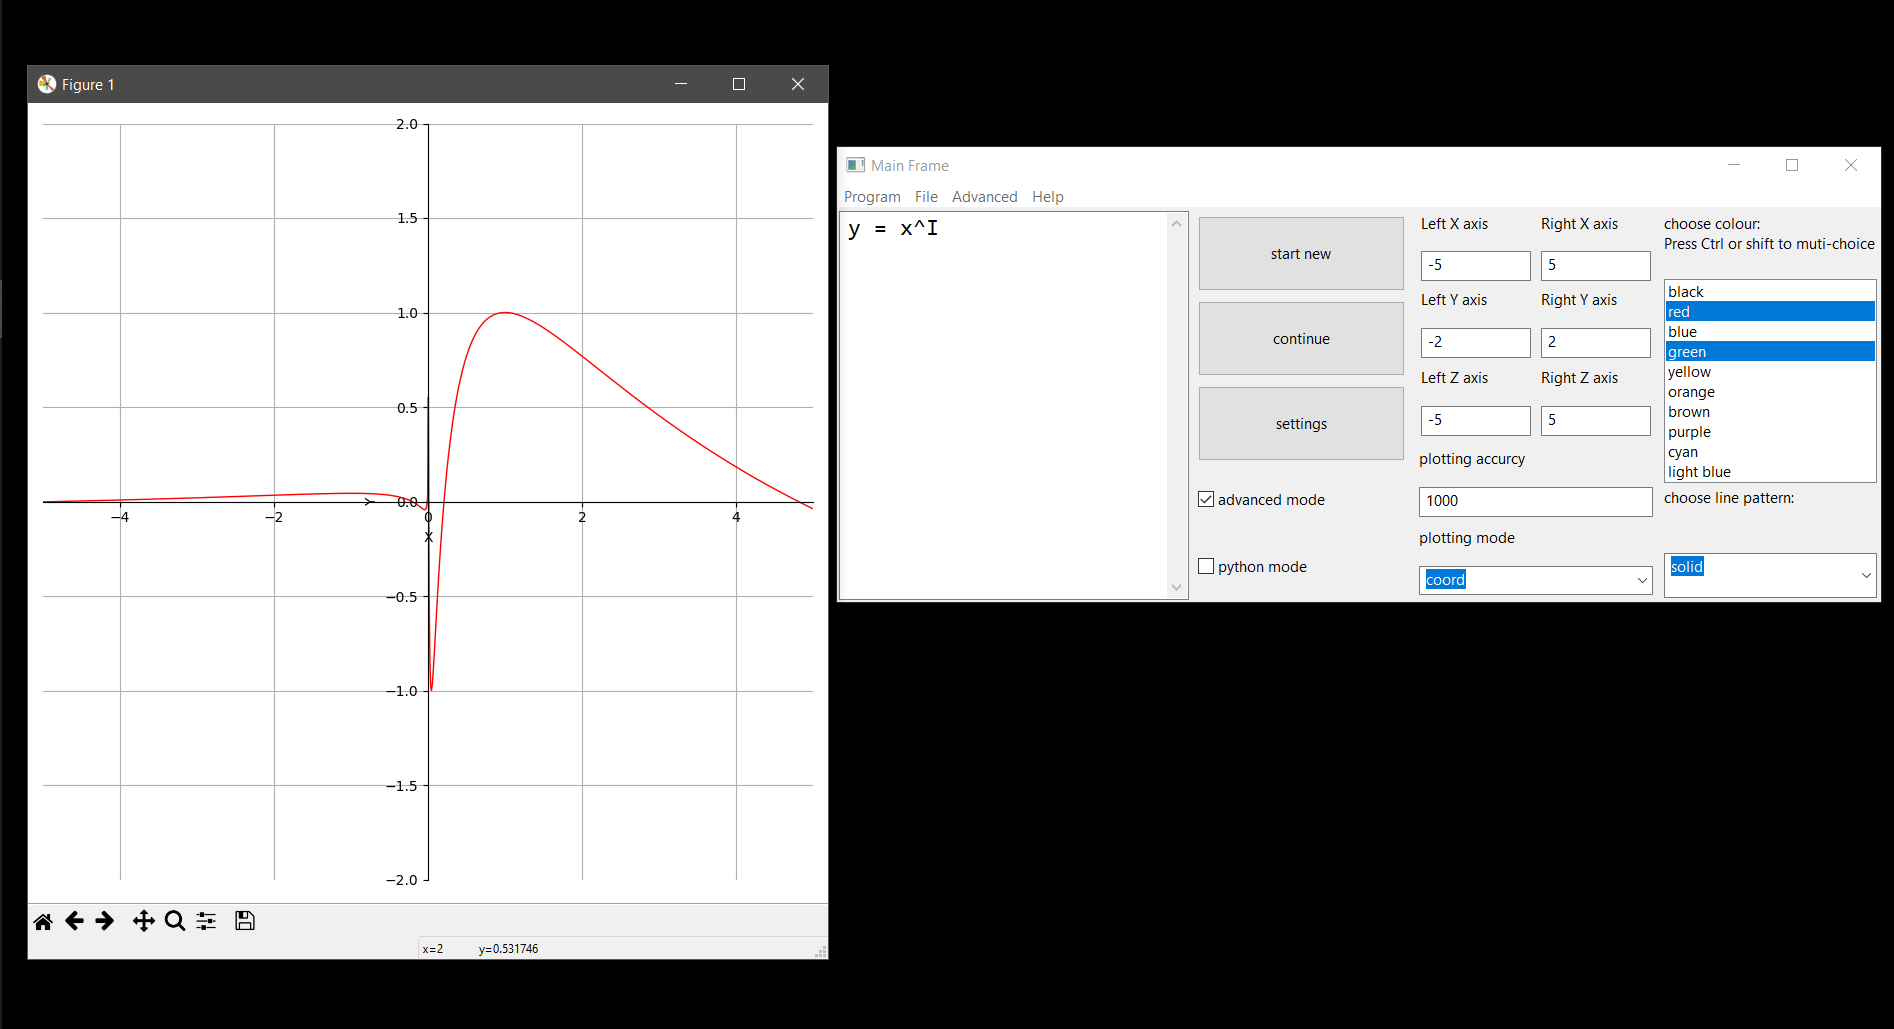 Figure 1
2.0
1.5
1.0
0.5
0.0
−0.5
−1.0
−1.5
−2.0
−4
−2
0
2
4
X
Y
x=2 y=0.531746
Main Frame
Program File Advanced Help
y = x^I
start new
continue
settings
advanced mode
python mode
Left X axis Right X axis
-5 5
Left Y axis Right Y axis
-2 2
Left Z axis Right Z axis
-5 5
plotting accurcy
1000
plotting mode
coord
choose colour:
Press Ctrl or shift to muti-choice
black
red
blue
green
yellow
orange
brown
purple
cyan
light blue
choose line pattern:
solid